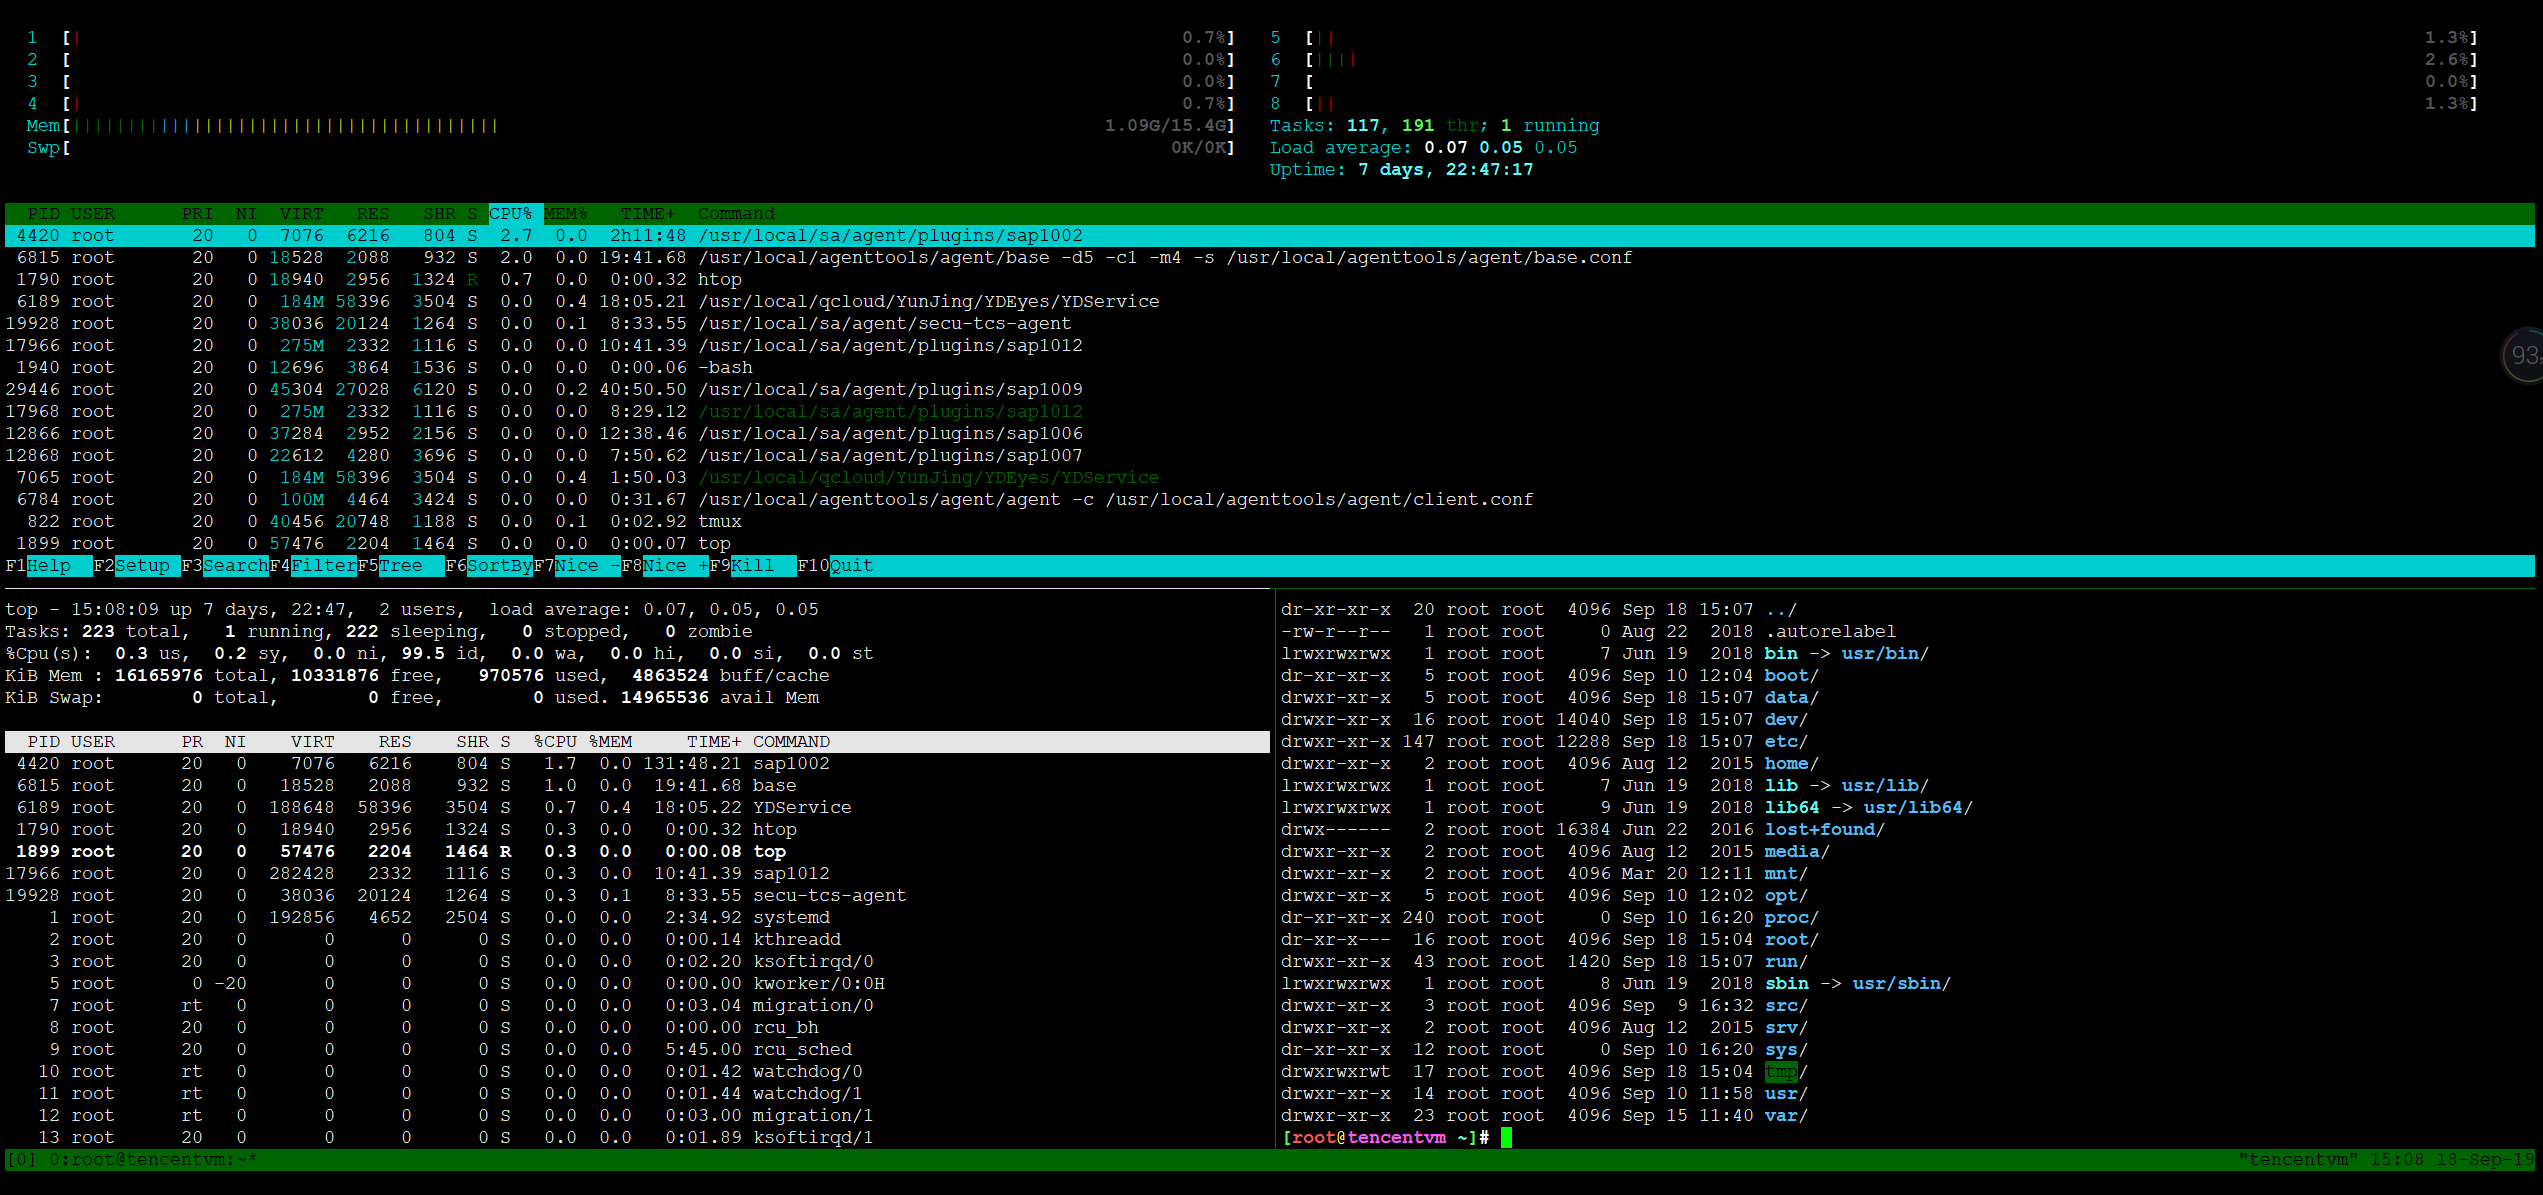 1 [| 0.7%] 5 [|| 1.3%]
2 [ 0.0%] 6 [|||| 2.6%]
3 [ 0.0%] 7 [ 0.0%]
4 [| 0.7%] 8 [|| 1.3%]
Mem[||||||||||||||||||||||||||||||||||||||| 1.09G/15.4G] Tasks: 117, 191 thr; 1 running
Swp[ 0K/0K] Load average: 0.07 0.05 0.05
Uptime: 7 days, 22:47:17
PID USER PRI NI VIRT RES SHR S CPU% MEM% TIME+ Command
4420 root 20 0 7076 6216 804 S 2.7 0.0 2h11:48 /usr/local/sa/agent/plugins/sap1002
6815 root 20 0 18528 2088 932 S 2.0 0.0 19:41.68 /usr/local/agenttools/agent/base -d5 -c1 -m4 -s /usr/local/agenttools/agent/base.conf
1790 root 20 0 18940 2956 1324 R 0.7 0.0 0:00.32 htop
6189 root 20 0 184M 58396 3504 S 0.0 0.4 18:05.21 /usr/local/qcloud/YunJing/YDEyes/YDService
19928 root 20 0 38036 20124 1264 S 0.0 0.1 8:33.55 /usr/local/sa/agent/secu-tcs-agent
17966 root 20 0 275M 2332 1116 S 0.0 0.0 10:41.39 /usr/local/sa/agent/plugins/sap1012
1940 root 20 0 12696 3864 1536 S 0.0 0.0 0:00.06 -bash
29446 root 20 0 45304 27028 6120 S 0.0 0.2 40:50.50 /usr/local/sa/agent/plugins/sap1009
17968 root 20 0 275M 2332 1116 S 0.0 0.0 8:29.12 /usr/local/sa/agent/plugins/sap1012
12866 root 20 0 37284 2952 2156 S 0.0 0.0 12:38.46 /usr/local/sa/agent/plugins/sap1006
12868 root 20 0 22612 4280 3696 S 0.0 0.0 7:50.62 /usr/local/sa/agent/plugins/sap1007
7065 root 20 0 184M 58396 3504 S 0.0 0.4 1:50.03 /usr/local/qcloud/YunJing/YDEyes/YDService
6784 root 20 0 100M 4464 3424 S 0.0 0.0 0:31.67 /usr/local/agenttools/agent/agent -c /usr/local/agenttools/agent/client.conf
822 root 20 0 40456 20748 1188 S 0.0 0.1 0:02.92 tmux
1899 root 20 0 57476 2204 1464 S 0.0 0.0 0:00.07 top
F1Help F2Setup F3SearchF4FilterF5Tree F6SortByF7Nice -F8Nice +F9Kill F10Quit
93%
top - 15:08:09 up 7 days, 22:47, 2 users, load average: 0.07, 0.05, 0.05
Tasks: 223 total, 1 running, 222 sleeping, 0 stopped, 0 zombie
%Cpu(s): 0.3 us, 0.2 sy, 0.0 ni, 99.5 id, 0.0 wa, 0.0 hi, 0.0 si, 0.0 st
KiB Mem : 16165976 total, 10331876 free, 970576 used, 4863524 buff/cache
KiB Swap: 0 total, 0 free, 0 used. 14965536 avail Mem
PID USER PR NI VIRT RES SHR S %CPU %MEM TIME+ COMMAND
4420 root 20 0 7076 6216 804 S 1.7 0.0 131:48.21 sap1002
6815 root 20 0 18528 2088 932 S 1.0 0.0 19:41.68 base
6189 root 20 0 188648 58396 3504 S 0.7 0.4 18:05.22 YDService
1790 root 20 0 18940 2956 1324 S 0.3 0.0 0:00.32 htop
1899 root 20 0 57476 2204 1464 R 0.3 0.0 0:00.08 top
17966 root 20 0 282428 2332 1116 S 0.3 0.0 10:41.39 sap1012
19928 root 20 0 38036 20124 1264 S 0.3 0.1 8:33.55 secu-tcs-agent
1 root 20 0 192856 4652 2504 S 0.0 0.0 2:34.92 systemd
2 root 20 0 0 0 0 S 0.0 0.0 0:00.14 kthreadd
3 root 20 0 0 0 0 S 0.0 0.0 0:02.20 ksoftirqd/0
5 root 0 -20 0 0 0 S 0.0 0.0 0:00.00 kworker/0:0H
7 root rt 0 0 0 0 S 0.0 0.0 0:03.04 migration/0
8 root 20 0 0 0 0 S 0.0 0.0 0:00.00 rcu_bh
9 root 20 0 0 0 0 S 0.0 0.0 5:45.00 rcu_sched
10 root rt 0 0 0 0 S 0.0 0.0 0:01.42 watchdog/0
11 root rt 0 0 0 0 S 0.0 0.0 0:01.44 watchdog/1
12 root rt 0 0 0 0 S 0.0 0.0 0:03.00 migration/1
13 root 20 0 0 0 0 S 0.0 0.0 0:01.89 ksoftirqd/1
dr-xr-xr-x 20 root root 4096 Sep 18 15:07 ../
-rw-r--r-- 1 root root 0 Aug 22 2018 .autorelabel
lrwxrwxrwx 1 root root 7 Jun 19 2018 bin -> usr/bin/
dr-xr-xr-x 5 root root 4096 Sep 10 12:04 boot/
drwxr-xr-x 5 root root 4096 Sep 18 15:07 data/
drwxr-xr-x 16 root root 14040 Sep 18 15:07 dev/
drwxr-xr-x 147 root root 12288 Sep 18 15:07 etc/
drwxr-xr-x 2 root root 4096 Aug 12 2015 home/
lrwxrwxrwx 1 root root 7 Jun 19 2018 lib -> usr/lib/
lrwxrwxrwx 1 root root 9 Jun 19 2018 lib64 -> usr/lib64/
drwx------ 2 root root 16384 Jun 22 2016 lost+found/
drwxr-xr-x 2 root root 4096 Aug 12 2015 media/
drwxr-xr-x 2 root root 4096 Mar 20 12:11 mnt/
drwxr-xr-x 5 root root 4096 Sep 10 12:02 opt/
dr-xr-xr-x 240 root root 0 Sep 10 16:20 proc/
dr-xr-x--- 16 root root 4096 Sep 18 15:04 root/
drwxr-xr-x 43 root root 1420 Sep 18 15:07 run/
lrwxrwxrwx 1 root root 8 Jun 19 2018 sbin -> usr/sbin/
drwxr-xr-x 3 root root 4096 Sep 9 16:32 src/
drwxr-xr-x 2 root root 4096 Aug 12 2015 srv/
dr-xr-xr-x 12 root root 0 Sep 10 16:20 sys/
drwxrwxrwt 17 root root 4096 Sep 18 15:04 tmp/
drwxr-xr-x 14 root root 4096 Sep 10 11:58 usr/
drwxr-xr-x 23 root root 4096 Sep 15 11:40 var/
[root@tencentvm ~]#
[0] 0:root@tencentvm:~* "tencentvm" 15:08 18-Sep-19